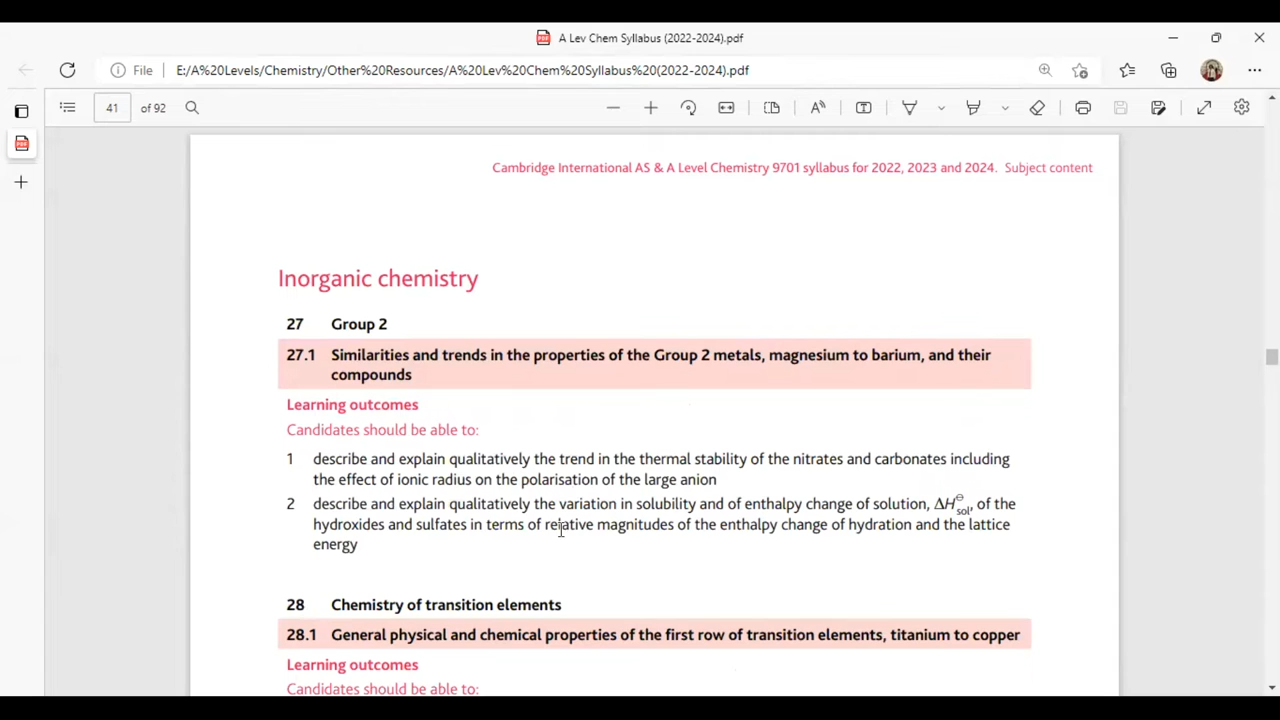 A Lev Chem Syllabus (2022-2024).pdf
File E:/A%20Levels/Chemistry/Other%20Resources/A%20Lev%20Chem%20Syllabus%20(2022-2024).pdf
41 of 92
Cambridge International AS & A Level Chemistry 9701 syllabus for 2022, 2023 and 2024. Subject content
Inorganic chemistry
27 Group 2
27.1 Similarities and trends in the properties of the Group 2 metals, magnesium to barium, and their
compounds
Learning outcomes
Candidates should be able to:
1 describe and explain qualitatively the trend in the thermal stability of the nitrates and carbonates including
the effect of ionic radius on the polarisation of the large anion
2 describe and explain qualitatively the variation in solubility and of enthalpy change of solution, ΔH⦵sol, of the
hydroxides and sulfates in terms of relative magnitudes of the enthalpy change of hydration and the lattice
energy
28 Chemistry of transition elements
28.1 General physical and chemical properties of the first row of transition elements, titanium to copper
Learning outcomes
Candidates should be able to: